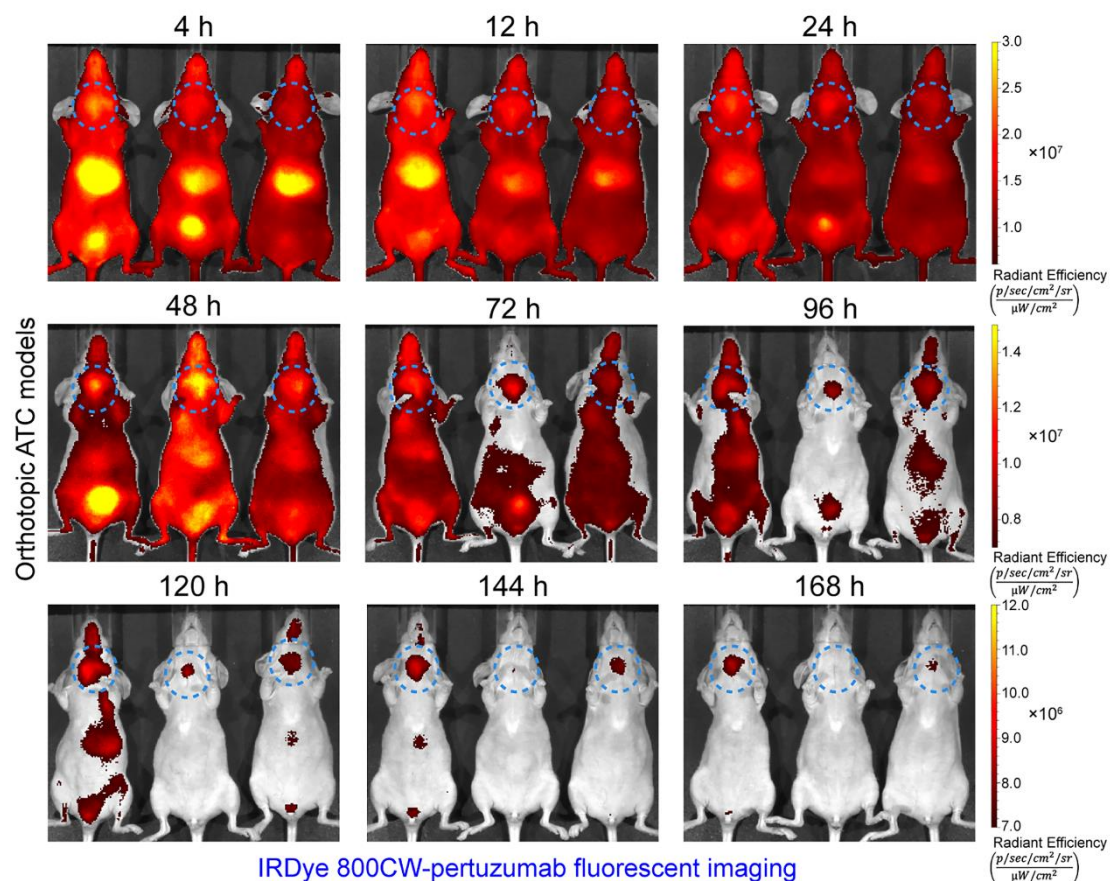 4 h
12 h
24 h
3.0
2.0
×10⁷
1.5
1.0
Radiant Efficiency
(p/sec/cm²/sr / µW/cm²)
48 h
72 h
96 h
1.4
1.2
×10⁷
1.0
0.8
Radiant Efficiency
(p/sec/cm²/sr / µW/cm²)
Orthotopic ATC models
120 h
144 h
168 h
12.0
11.0
10.0
×10⁶
9.0
8.0
7.0
Radiant Efficiency
(p/sec/cm²/sr / µW/cm²)
IRDye 800CW-pertuzumab fluorescent imaging